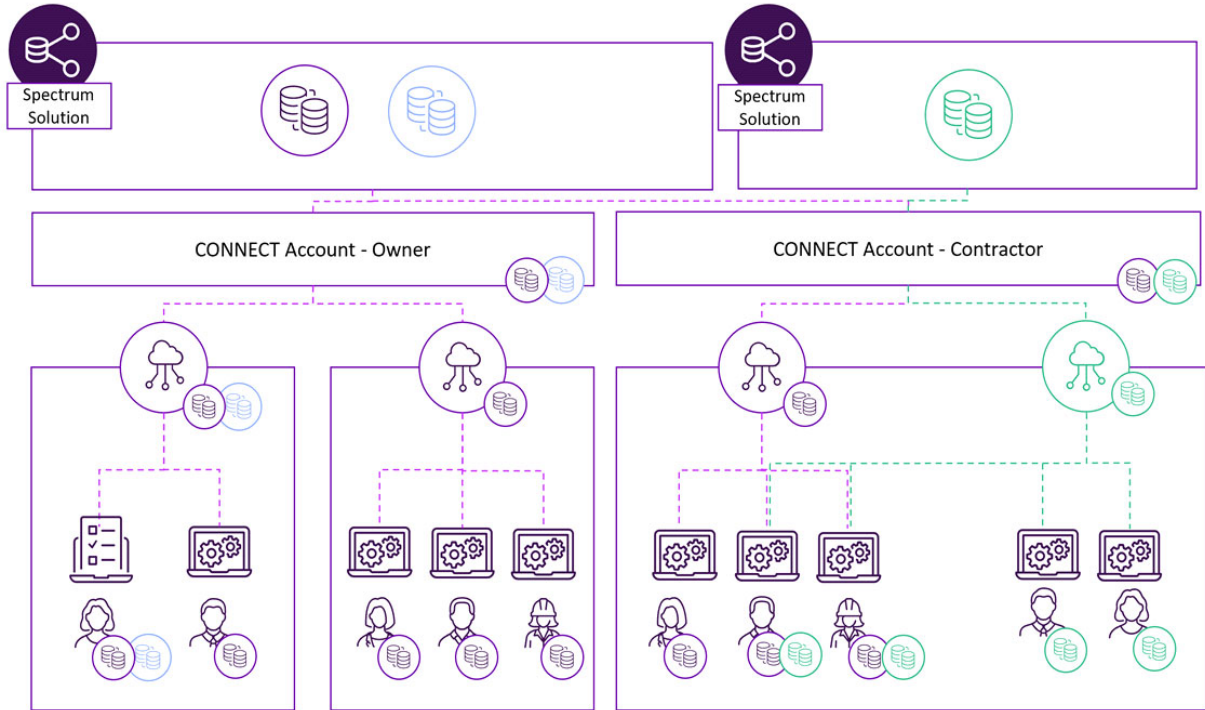 Spectrum
Solution
Spectrum
Solution
CONNECT Account - Owner
CONNECT Account - Contractor